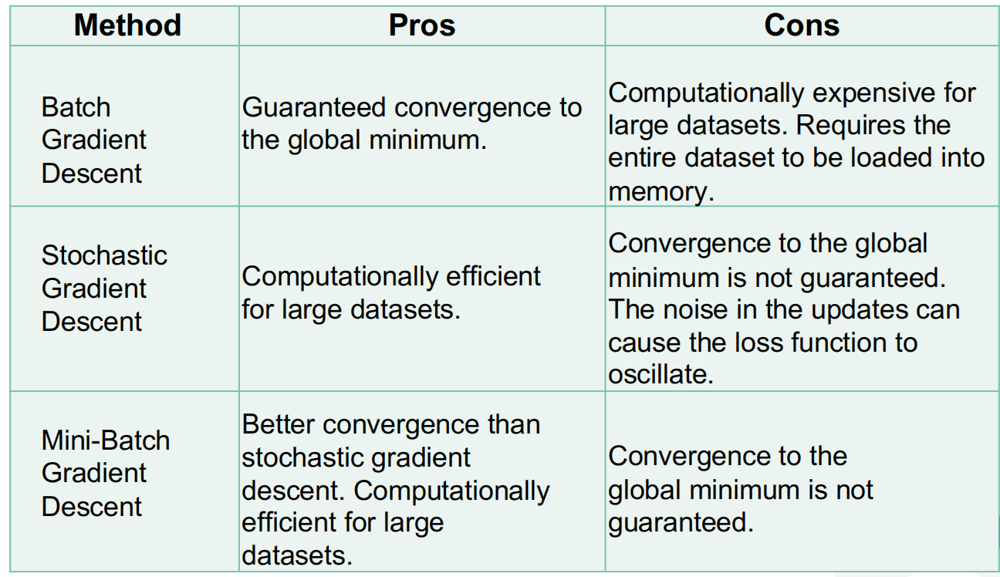 Method Pros Cons
Batch
Gradient
Descent
Guaranteed convergence to
the global minimum.
Computationally expensive for
large datasets. Requires the
entire dataset to be loaded into
memory.
Stochastic
Gradient
Descent
Computationally efficient
for large datasets.
Convergence to the global
minimum is not guaranteed.
The noise in the updates can
cause the loss function to
oscillate.
Mini-Batch
Gradient
Descent
Better convergence than
stochastic gradient
descent. Computationally
efficient for large
datasets.
Convergence to the
global minimum is not
guaranteed.